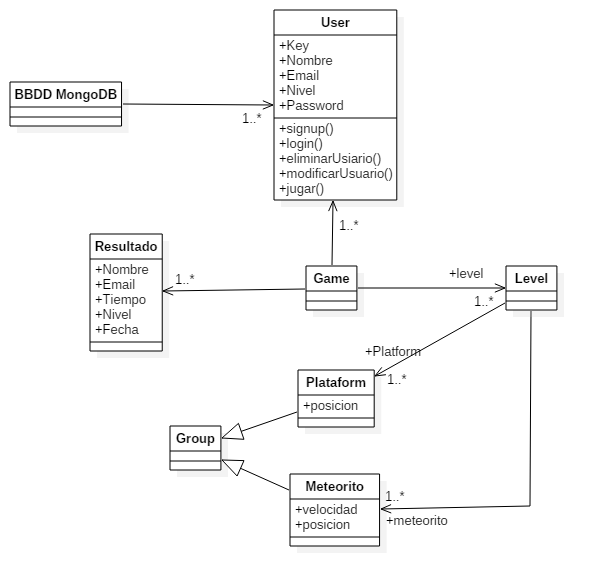 User
+Key
+Nombre
+Email
+Nivel
+Password
+signup()
+login()
+eliminarUsiario()
+modificarUsuario()
+jugar()
BBDD MongoDB
1..*
1..*
Resultado
+Nombre
+Email
+Tiempo
+Nivel
+Fecha
1..*
Game
+level
1..*
Level
+Platform
1..*
Plataform
+posicion
Group
Meteorito
+velocidad
+posicion
1..*
+meteorito